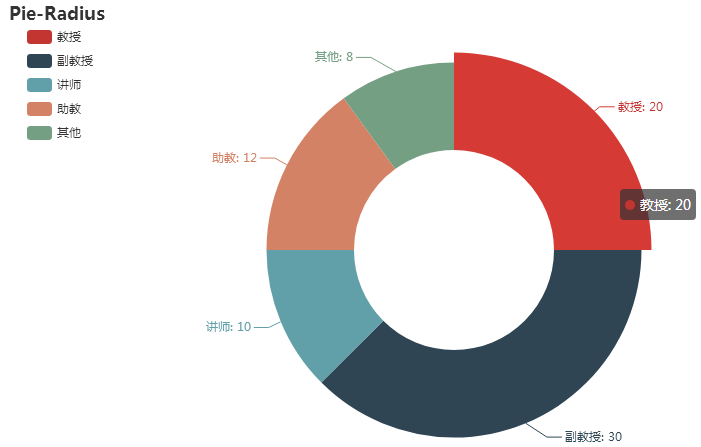 Pie-Radius
教授
副教授
讲师
助教
其他
其他: 8
教授: 20
助教: 12
教授: 20
讲师: 10
副教授: 30